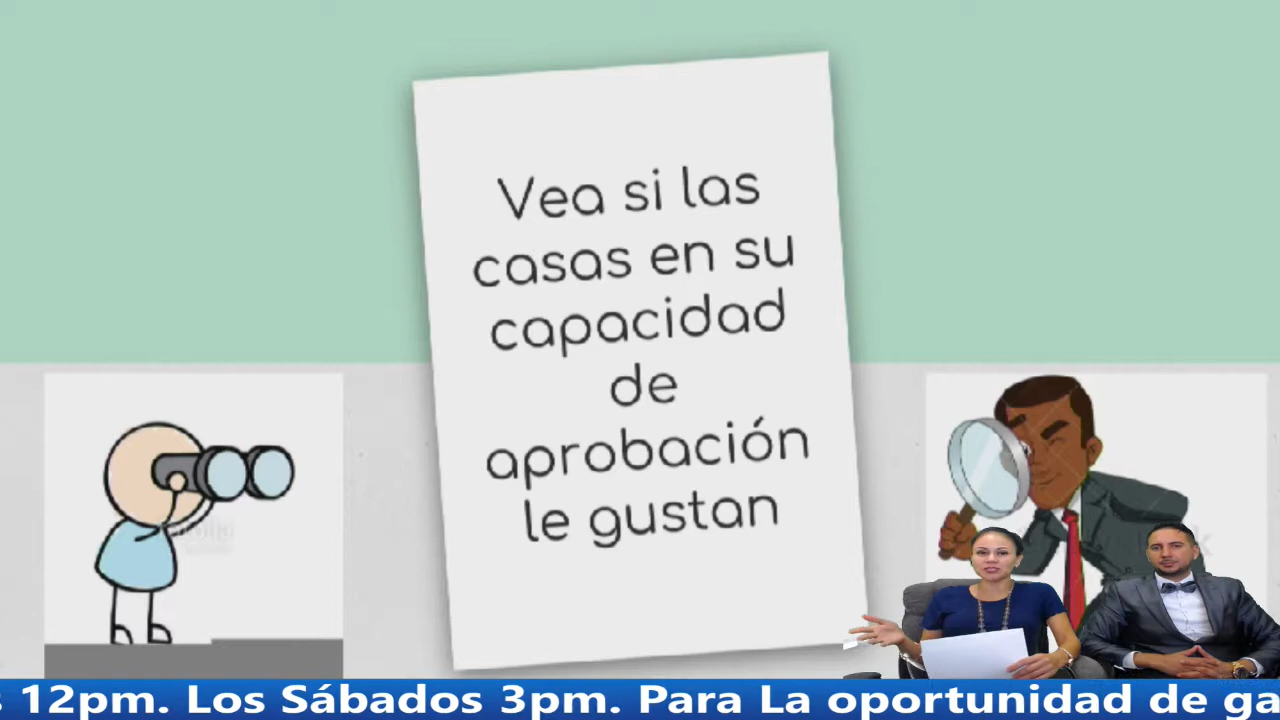 Vea si las
casas en su
capacidad
de
aprobación
le gustan
12pm. Los Sábados 3pm. Para La oportunidad de